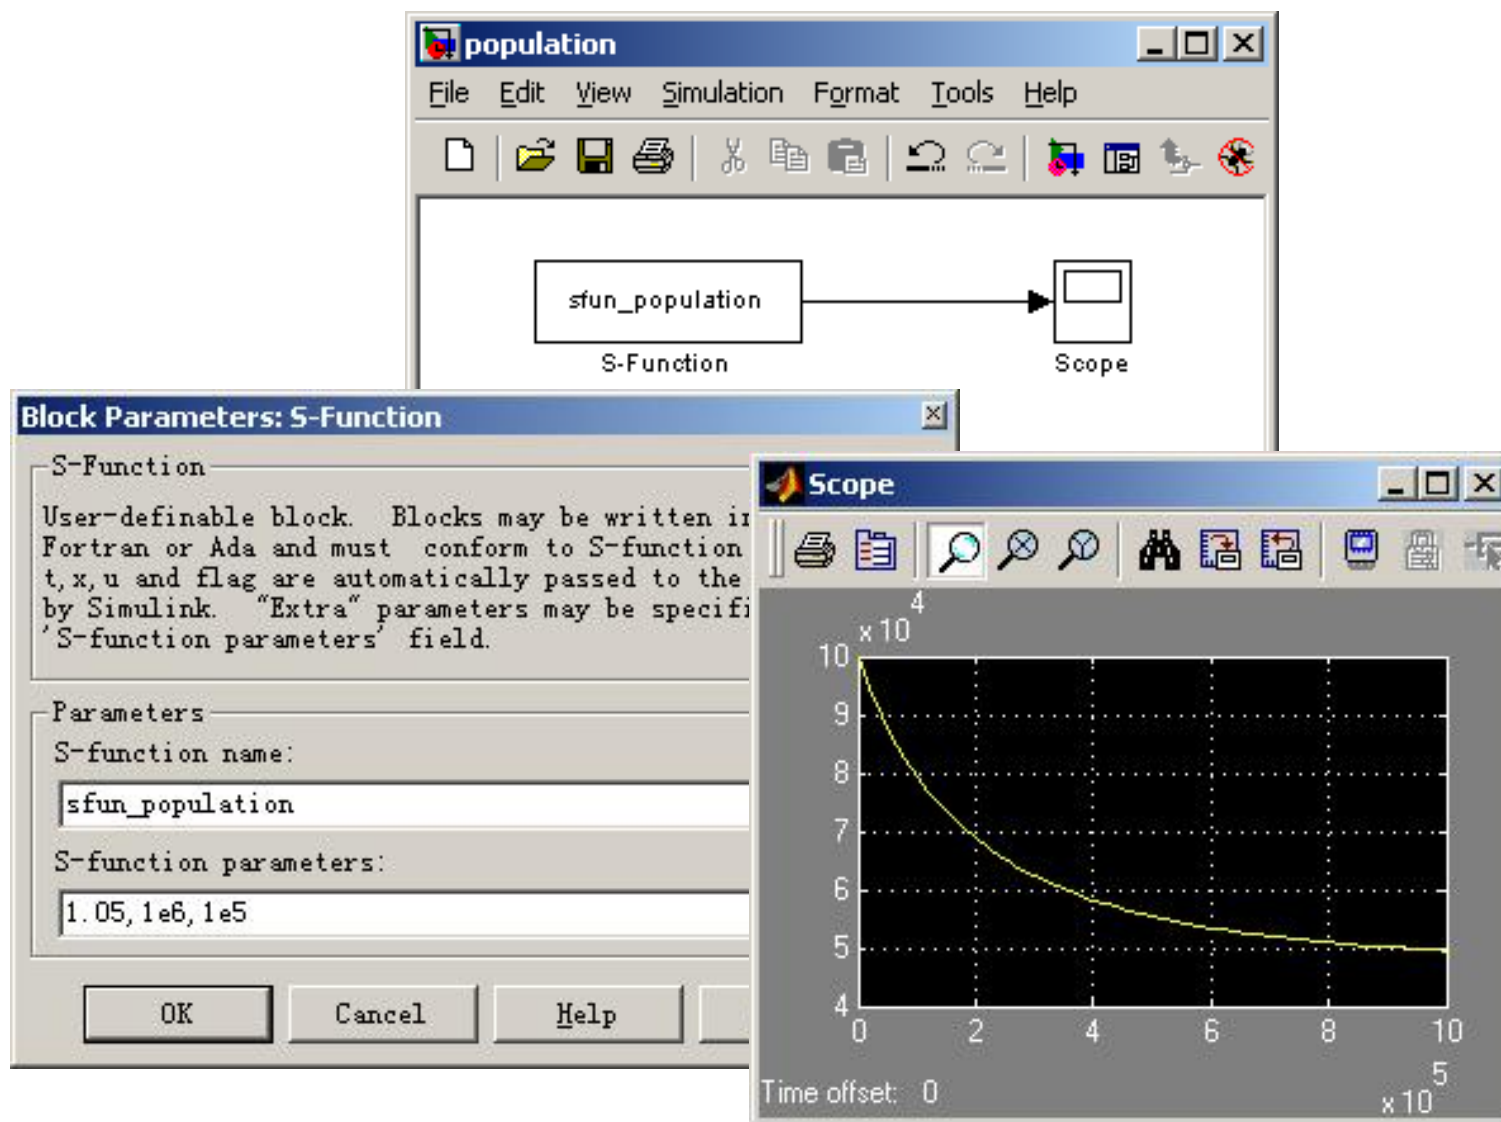 population
File Edit View Simulation Format Tools Help
sfun_population
S-Function
Scope
Block Parameters: S-Function
S-Function
User-definable block. Blocks may be written in
Fortran or Ada and must conform to S-function
t,x,u and flag are automatically passed to the
by Simulink. "Extra" parameters may be specifi
'S-function parameters' field.
Parameters
S-function name:
sfun_population
S-function parameters:
1.05,1e6,1e5
OK Cancel Help
Scope
x 10 4
10
9
8
7
6
5
4
0 2 4 6 8 10
x 10 5
Time offset: 0